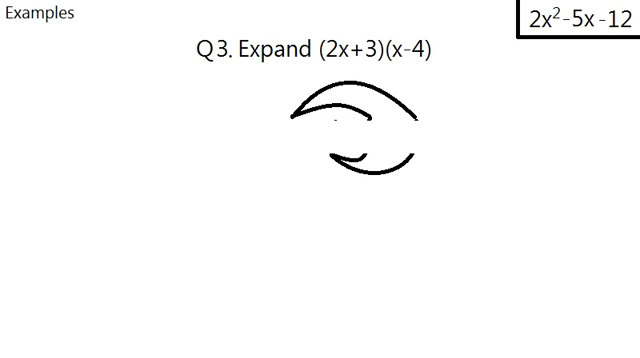 Examples
2x²-5x-12
Q3. Expand (2x+3)(x-4)